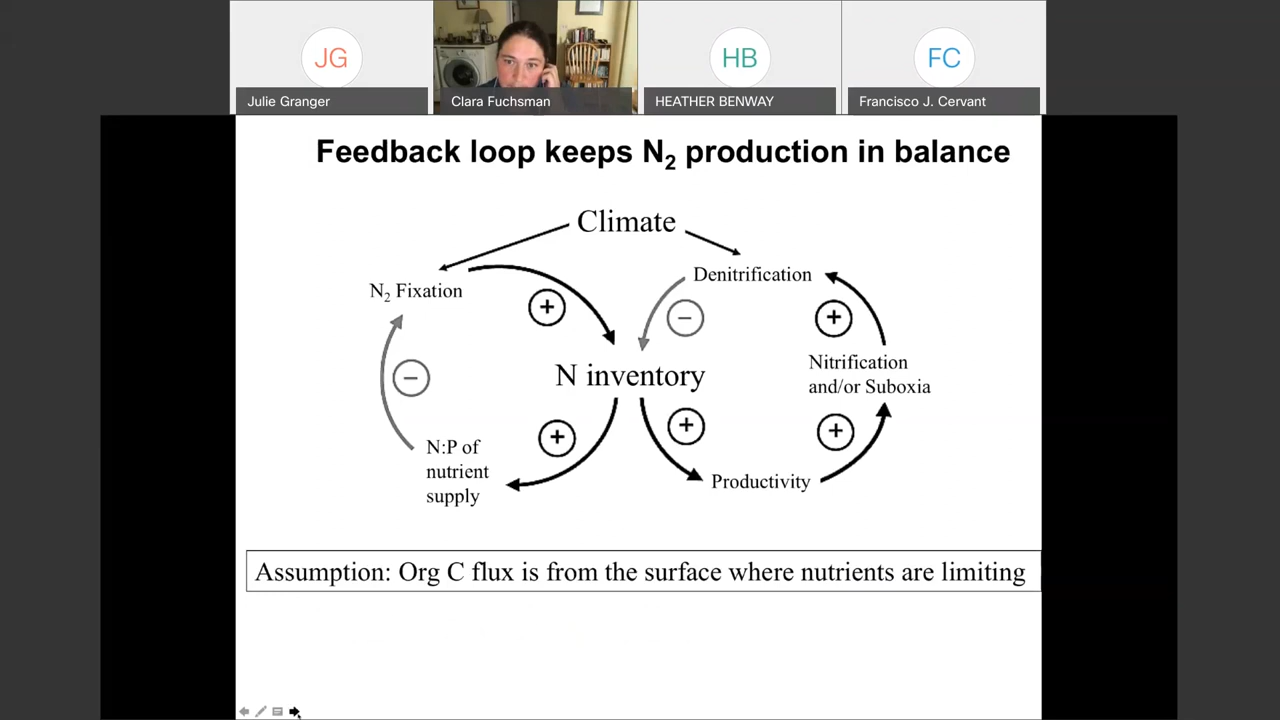 JG
HB
FC
Julie Granger
Clara Fuchsman
HEATHER BENWAY
Francisco J. Cervant
Feedback loop keeps N₂ production in balance
Climate
N₂ Fixation
Denitrification
+
−
+
N inventory
−
Nitrification
and/or Suboxia
+
+
+
N:P of
nutrient
supply
Productivity
Assumption: Org C flux is from the surface where nutrients are limiting